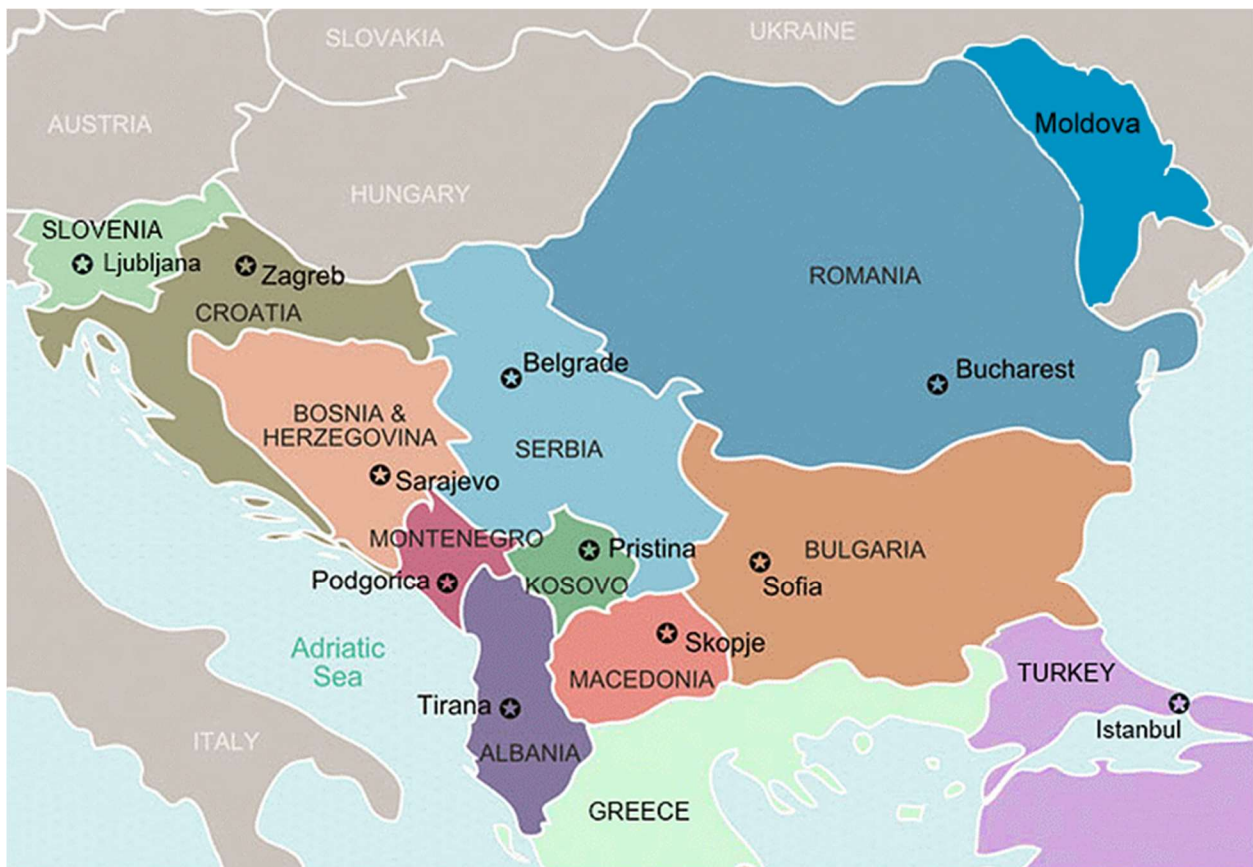 SLOVAKIA
UKRAINE
AUSTRIA
Moldova
HUNGARY
SLOVENIA
Ljubljana
Zagreb
ROMANIA
CROATIA
Belgrade
Bucharest
BOSNIA &
HERZEGOVINA
SERBIA
Sarajevo
MONTENEGRO
Pristina
BULGARIA
Podgorica
KOSOVO
Sofia
Adriatic
Sea
Skopje
MACEDONIA
TURKEY
Tirana
Istanbul
ITALY
ALBANIA
GREECE